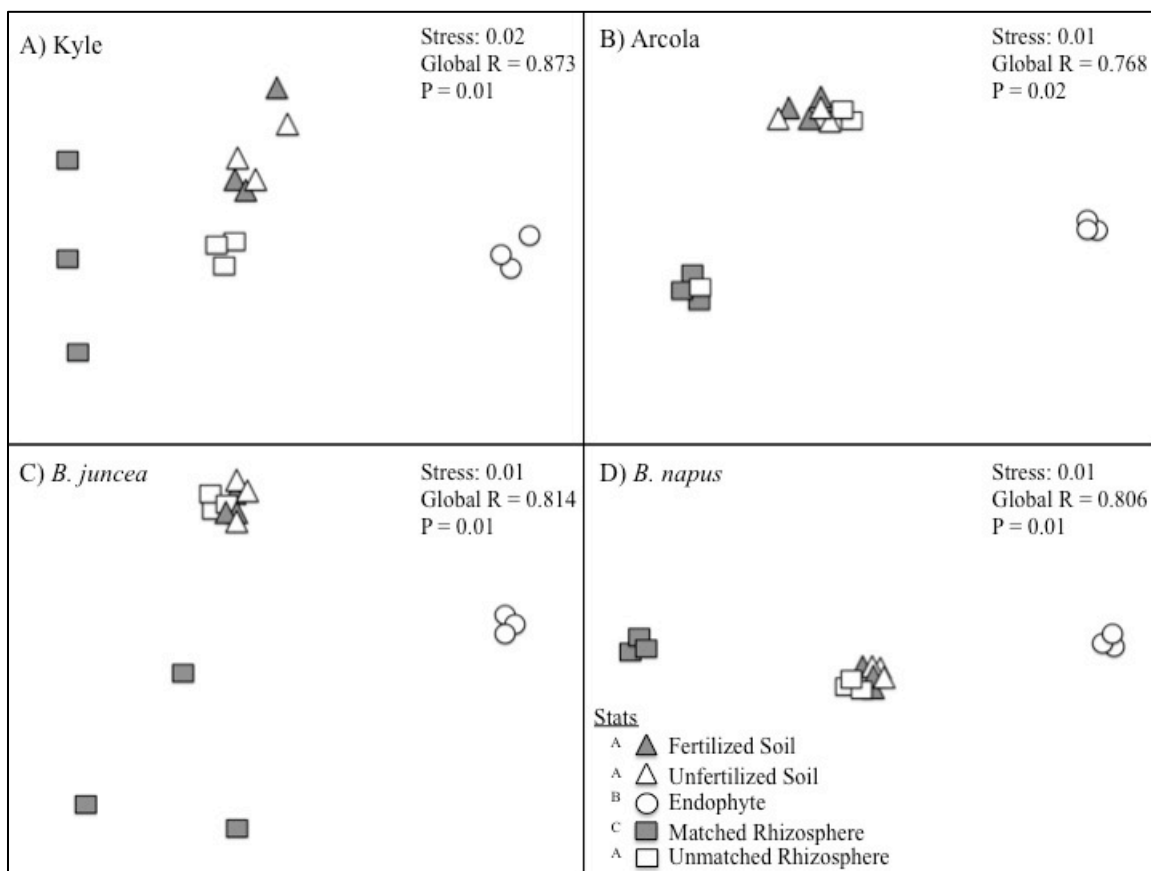 A) Kyle
Stress: 0.02
Global R = 0.873
P = 0.01
B) Arcola
Stress: 0.01
Global R = 0.768
P = 0.02
C) B. juncea
Stress: 0.01
Global R = 0.814
P = 0.01
D) B. napus
Stress: 0.01
Global R = 0.806
P = 0.01
Stats
A Fertilized Soil
A Unfertilized Soil
B Endophyte
C Matched Rhizosphere
A Unmatched Rhizosphere